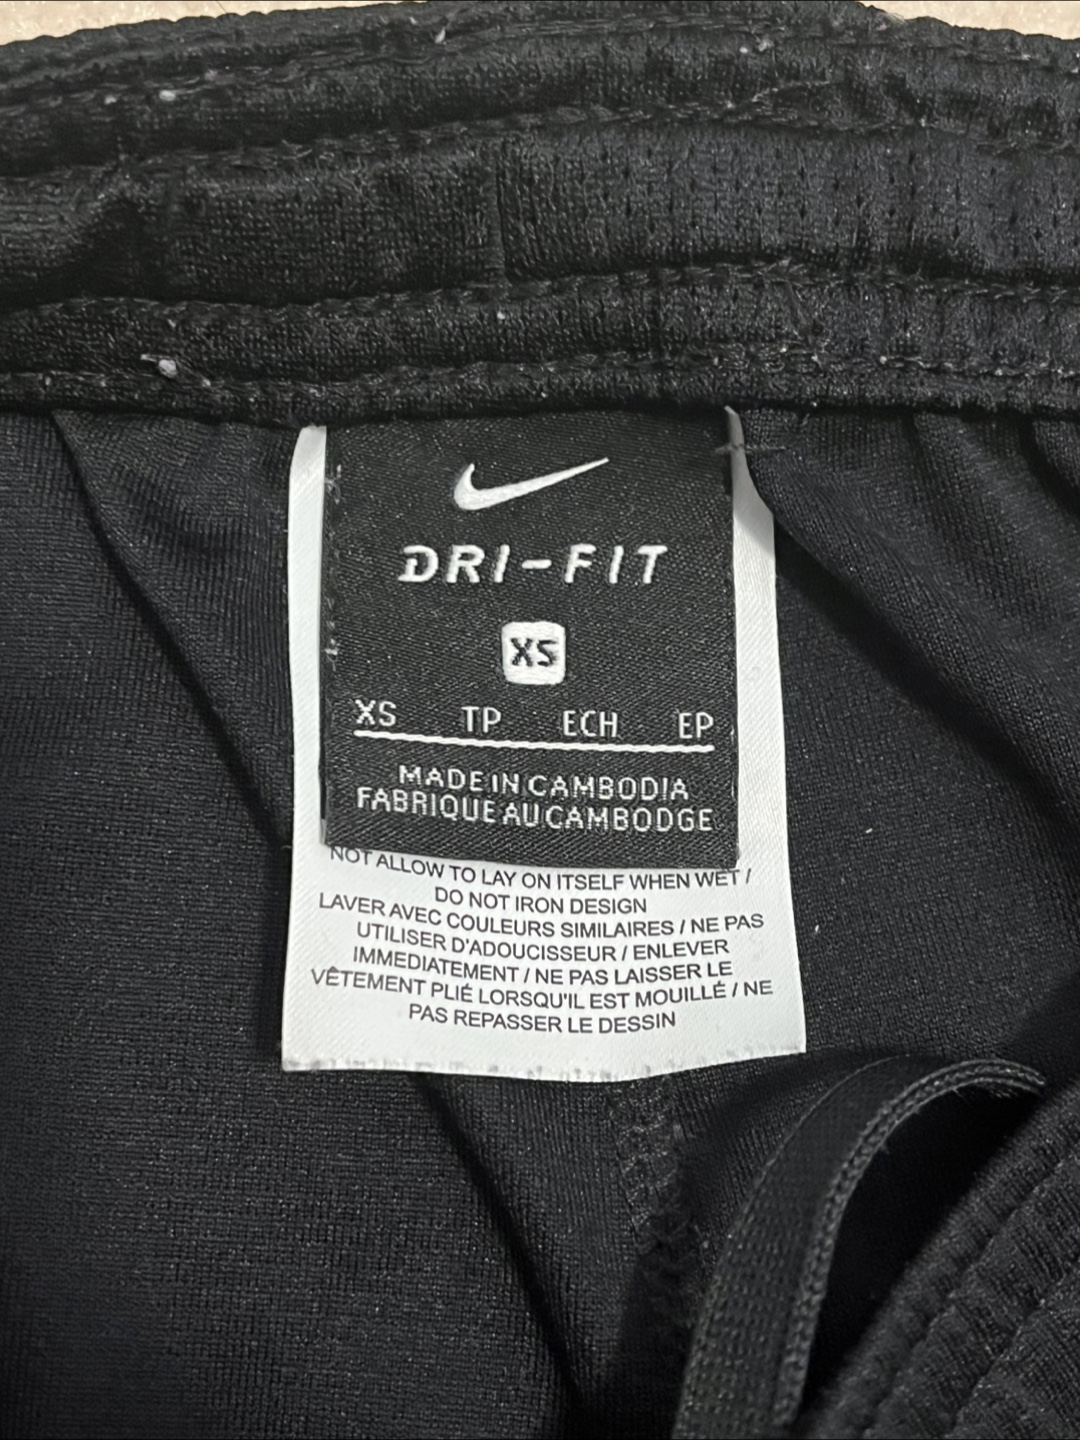 DRI-FIT
XS
XS TP ECH EP
MADE IN CAMBODIA
FABRIQUE AU CAMBODGE
NOT ALLOW TO LAY ON ITSELF WHEN WET /
DO NOT IRON DESIGN
LAVER AVEC COULEURS SIMILAIRES / NE PAS
UTILISER D'ADOUCISSEUR / ENLEVER
IMMEDIATEMENT / NE PAS LAISSER LE
VÊTEMENT PLIÉ LORSQU'IL EST MOUILLÉ / NE
PAS REPASSER LE DESSIN